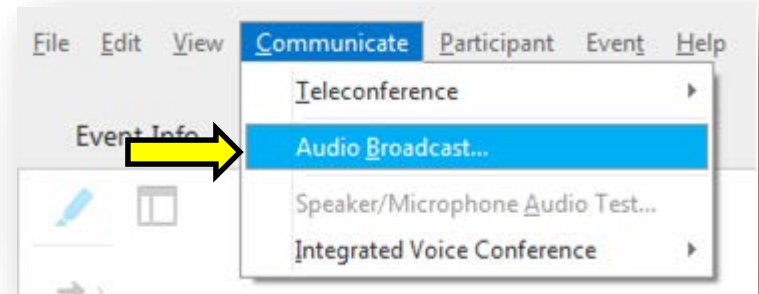 File Edit View Communicate Participant Event Help
Teleconference
Event Info
Audio Broadcast...
Speaker/Microphone Audio Test...
Integrated Voice Conference